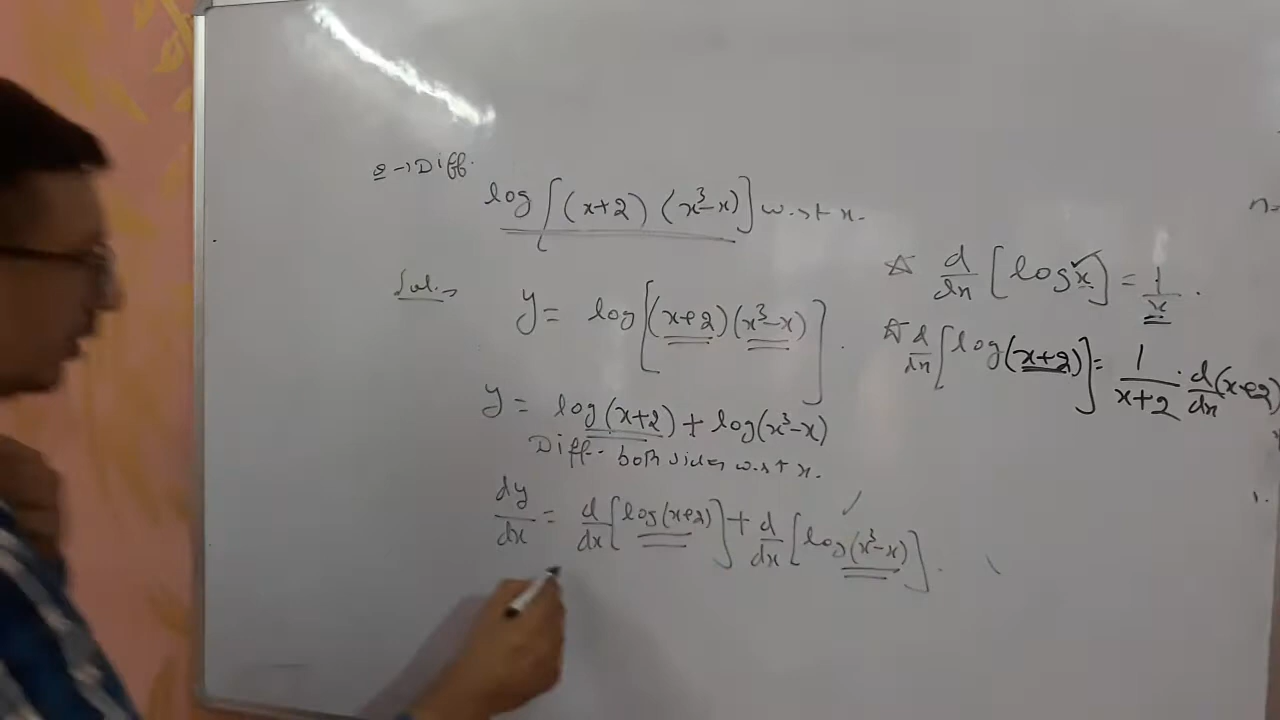 Q → Diff.
log[(x+2) (x³-x)] w.r.t x.
Sol. →
y = log[(x+2)(x³-x)].
y = log(x+2) + log(x³-x)
Diff. both sides w.r.t x.
dy/dx = d/dx[log(x+2)] + d/dx[log(x³-x)].
☆ d/dx [log x] = 1/x .
☆ d/dx [log(x+2)] = 1/x+2 . d/dx(x+2)